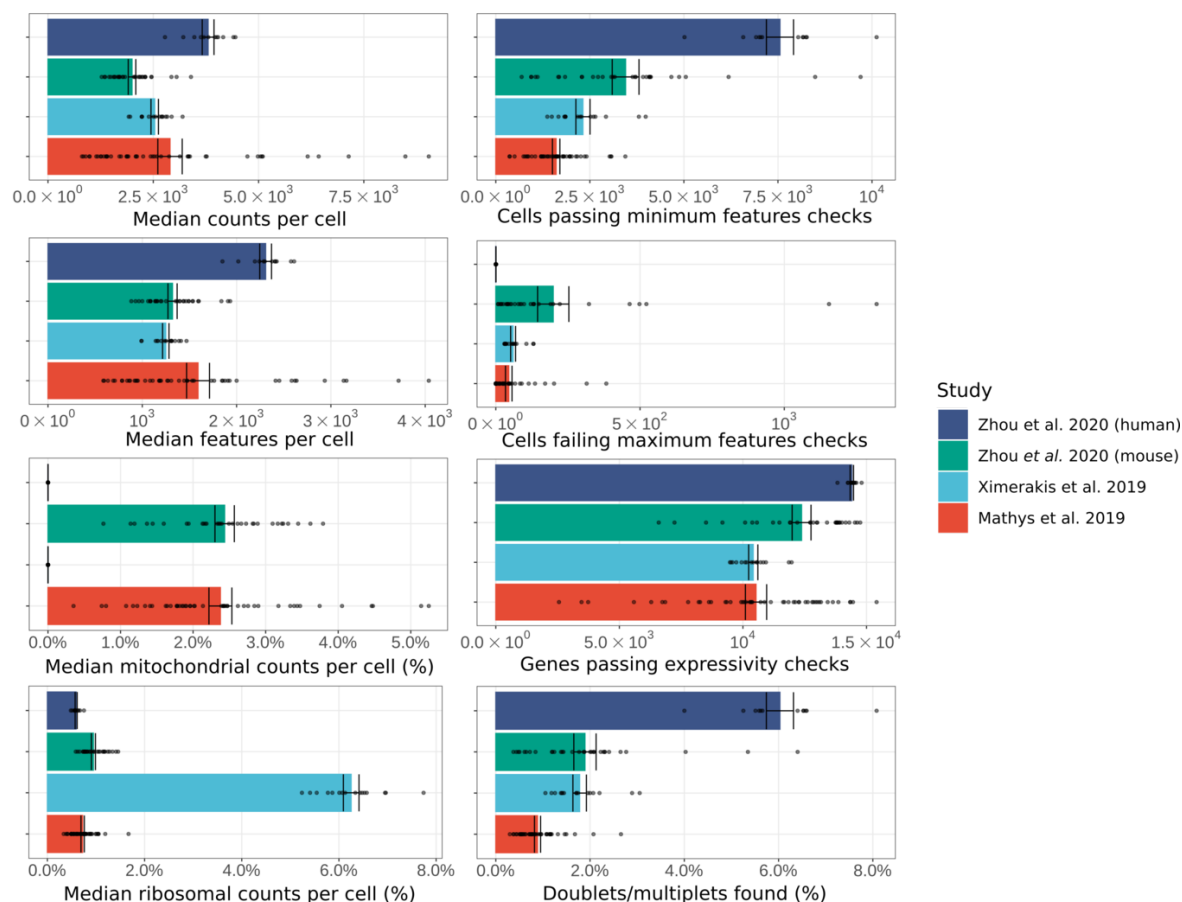 0.0 × 10⁰ 2.5 × 10³ 5.0 × 10³ 7.5 × 10³
Median counts per cell
0.0 × 10⁰ 2.5 × 10³ 5.0 × 10³ 7.5 × 10³ 10⁴
Cells passing minimum features checks
0 × 10⁰ 10³ 2 × 10³ 3 × 10³ 4 × 10³
Median features per cell
0 × 10⁰ 5 × 10² 10³
Cells failing maximum features checks
0.0% 1.0% 2.0% 3.0% 4.0% 5.0%
Median mitochondrial counts per cell (%)
0.0 × 10⁰ 5.0 × 10³ 10⁴ 1.5 × 10⁴
Genes passing expressivity checks
0.0% 2.0% 4.0% 6.0% 8.0%
Median ribosomal counts per cell (%)
0.0% 2.0% 4.0% 6.0% 8.0%
Doublets/multiplets found (%)
Study
Zhou et al. 2020 (human)
Zhou et al. 2020 (mouse)
Ximerakis et al. 2019
Mathys et al. 2019